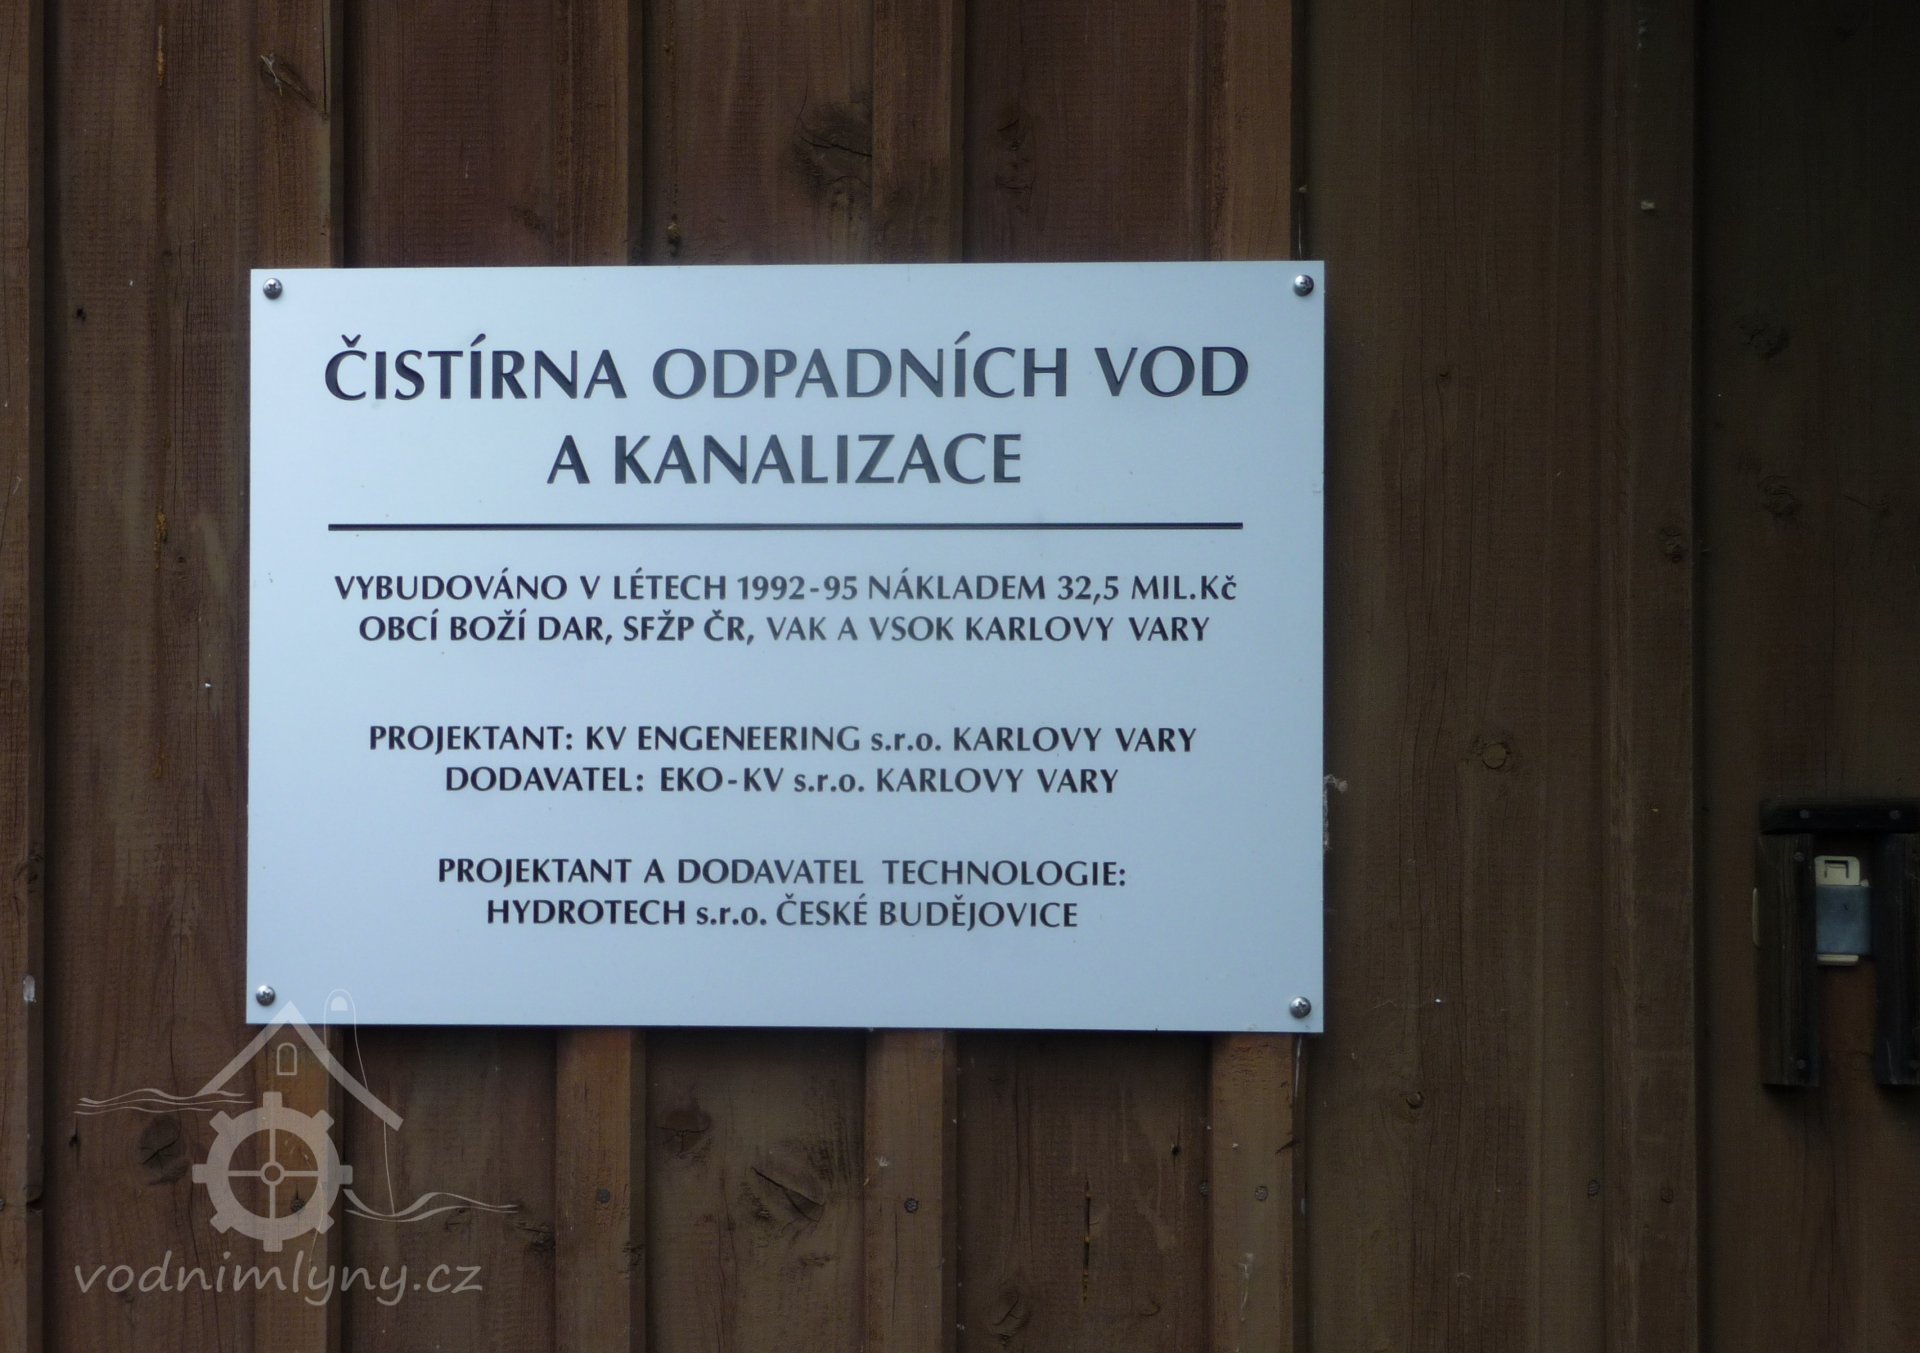 ČISTÍRNA ODPADNÍCH VOD
A KANALIZACE
VYBUDOVÁNO V LÉTECH 1992-95 NÁKLADEM 32,5 MIL.Kč
OBCÍ BOŽÍ DAR, SFŽP ČR, VAK A VSOK KARLOVY VARY
PROJEKTANT: KV ENGENEERING s.r.o. KARLOVY VARY
DODAVATEL: EKO-KV s.r.o. KARLOVY VARY
PROJEKTANT A DODAVATEL TECHNOLOGIE:
HYDROTECH s.r.o. ČESKÉ BUDĚJOVICE
vodnimlyny.cz